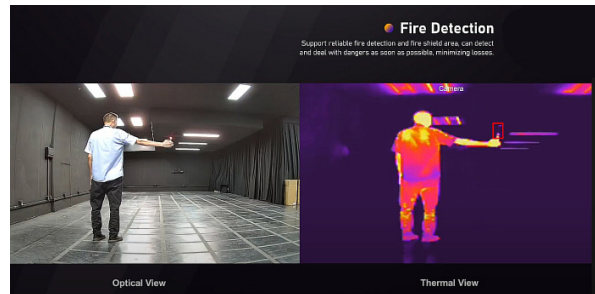 Fire Detection
Support reliable fire detection and fire shield area, can detect
and deal with dangers as soon as possible, minimizing losses.
Camera
Optical View
Thermal View